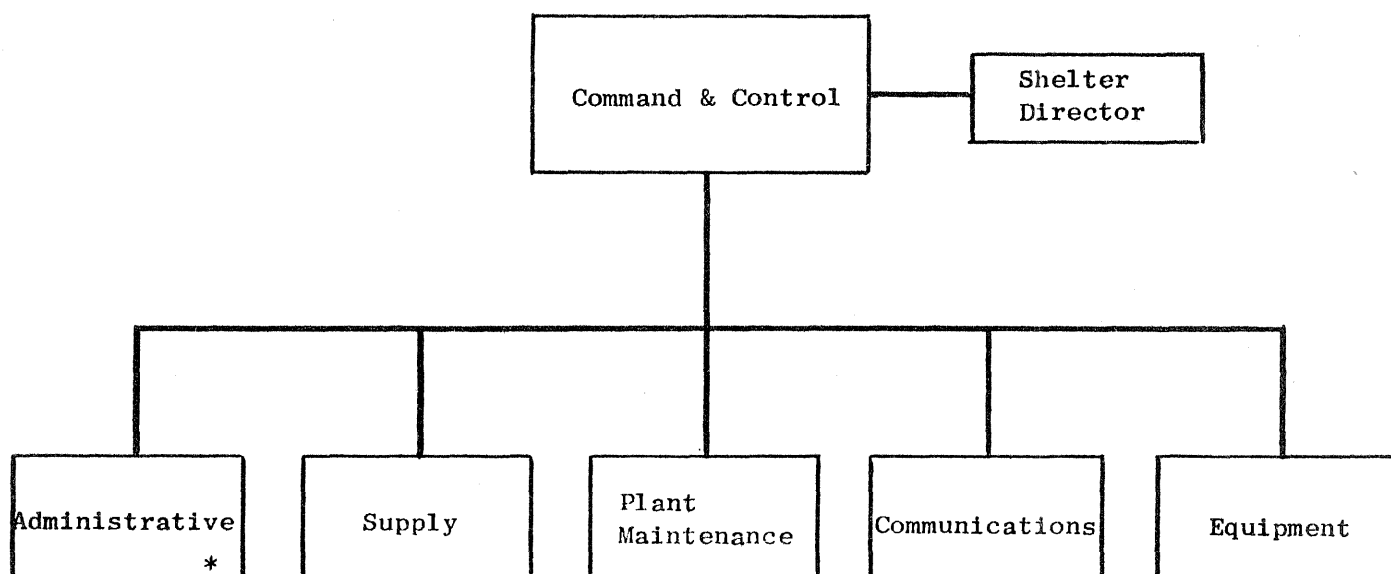 Command & Control
Shelter
Director
Administrative
*
Supply
Plant
Maintenance
Communications
Equipment